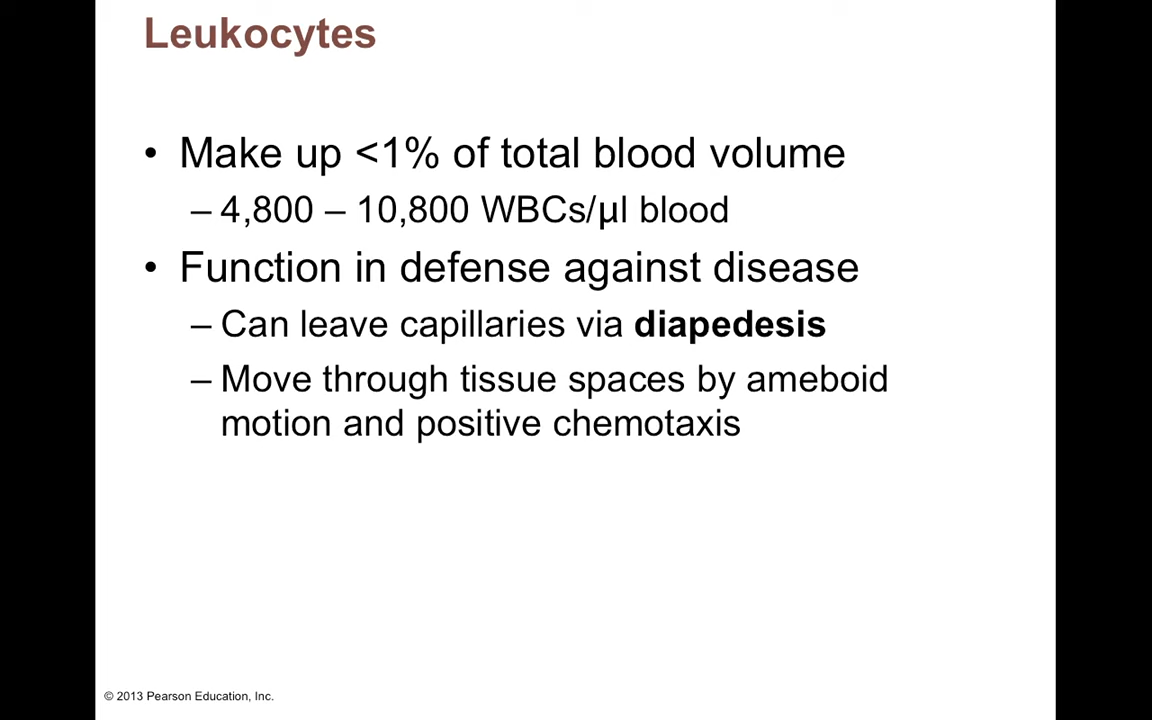 Leukocytes
• Make up <1% of total blood volume
– 4,800 – 10,800 WBCs/μl blood
• Function in defense against disease
– Can leave capillaries via diapedesis
– Move through tissue spaces by ameboid
motion and positive chemotaxis
© 2013 Pearson Education, Inc.